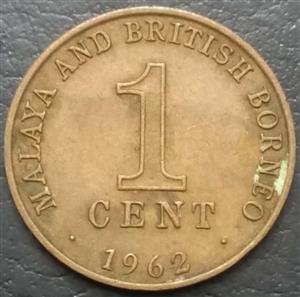 MALAYA AND BRITISH BORNEO
1
CENT
· 1962 ·